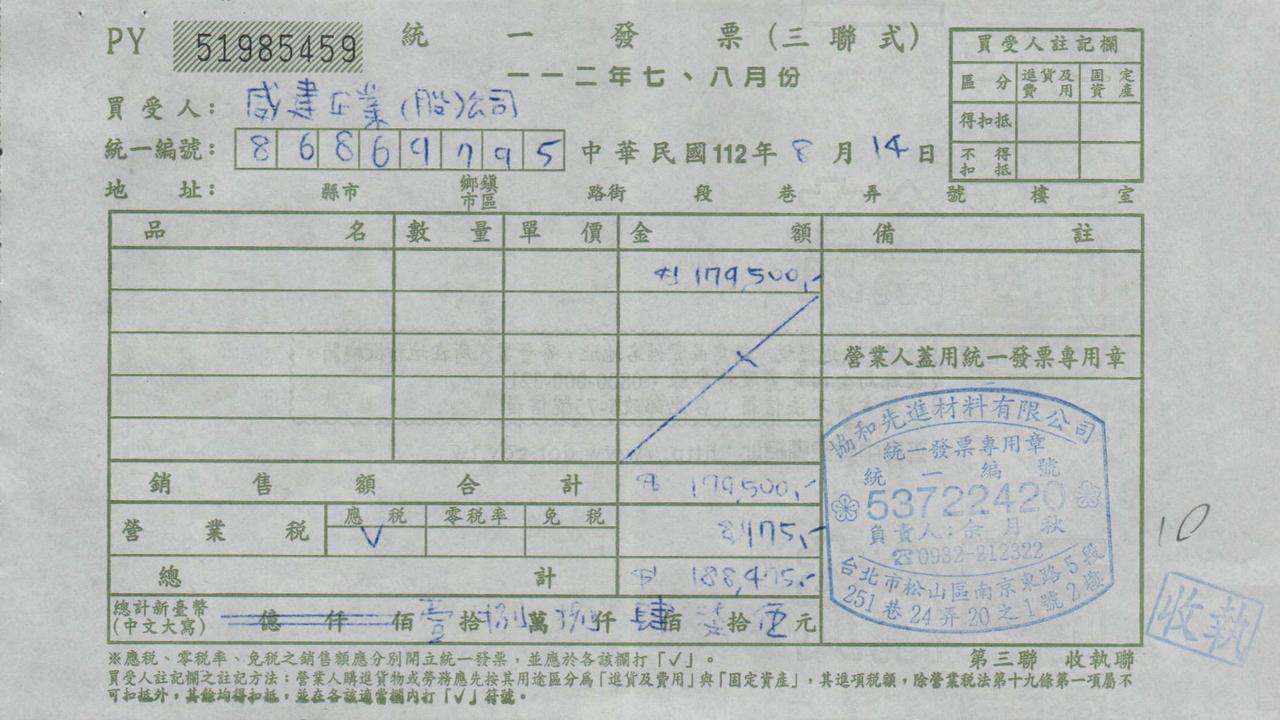 PY 51985459 統一發票(三聯式)
一一二年七、八月份
買受人: 威建企業(股)公司
統一編號: 86869795 中華民國112年8月14日
地址: 縣市 鄉鎮市區 路街 段 巷 弄 號 樓 室
買受人註記欄
區分 進貨及費用 固定資產
得扣抵
不得扣抵
品名 數量 單價 金額 備註
$179,500,-
營業人蓋用統一發票專用章
銷售額合計 $179,500,-
營業稅 應稅 零稅率 免稅 8,975,-
V
總計 $188,475,-
總計新臺幣(中文大寫) 億仟佰壹拾捌萬捌仟肆佰柒拾伍元
協和先進材料有限公司
統一發票專用章
統一編號
53722420
負責人:余月秋
☎0932-212322
台北市松山區南京東路5段
251巷24弄20之1號2樓
10
收執
※應稅、零稅率、免稅之銷售額應分別開立統一發票,並應於各該欄打「✓」。
第三聯 收執聯
買受人註記欄之註記方法:營業人購進貨物或勞務應先按其用途區分為「進貨及費用」與「固定資產」,其進項稅額,除營業稅法第十九條第一項屬不
可扣抵外,其餘均得扣抵,並在各該適當欄內打「✓」符號。